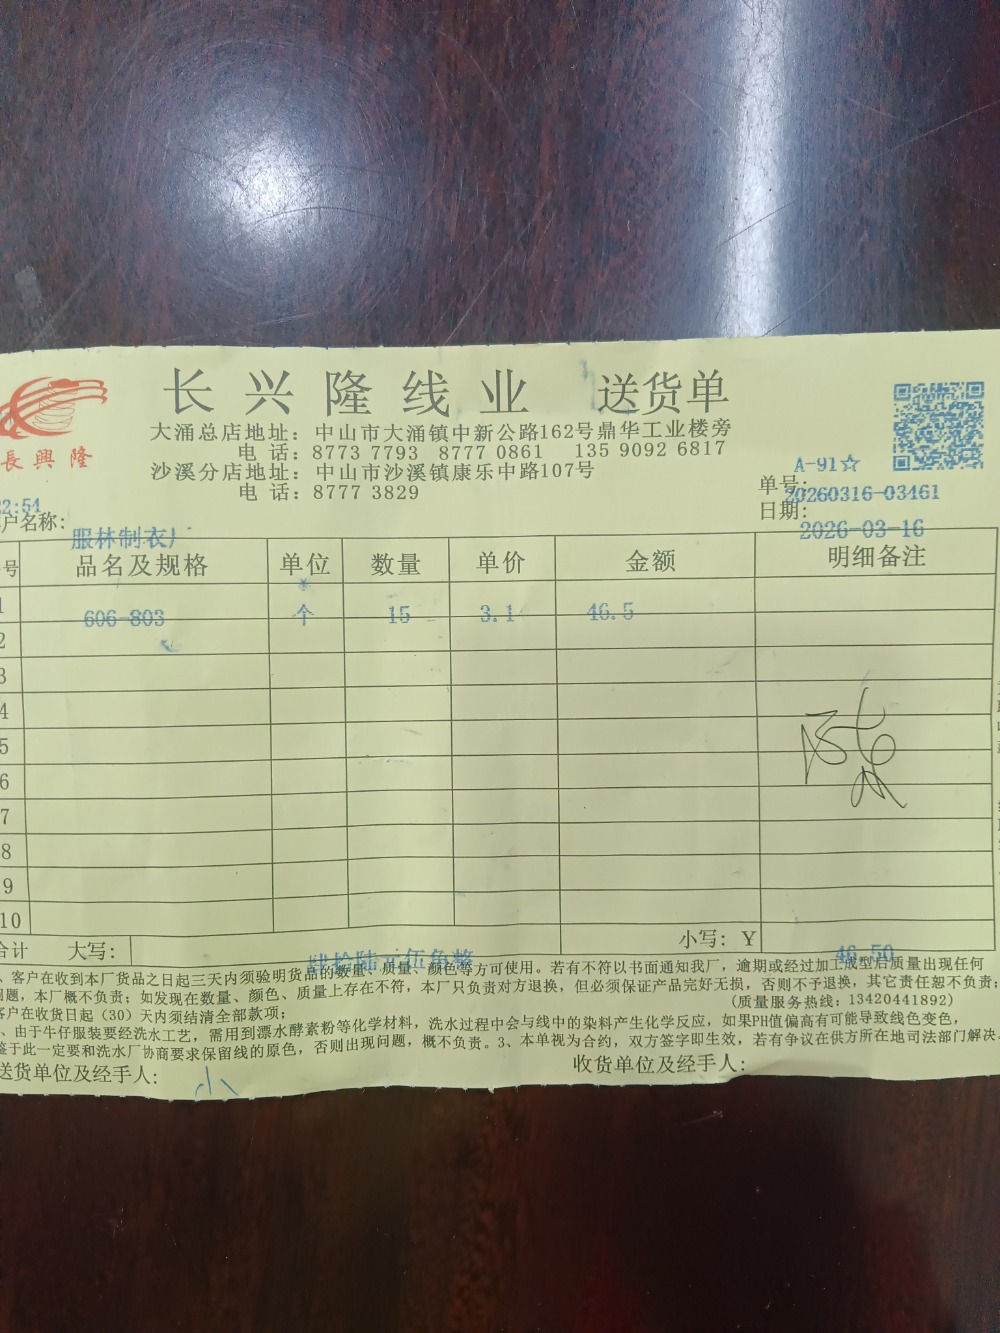 长兴隆线业 送货单
長興隆
大涌总店地址：中山市大涌镇中新公路162号鼎华工业楼旁
电 话：8773 7793 8777 0861 135 9092 6817
沙溪分店地址：中山市沙溪镇康乐中路107号
电 话：8777 3829
A-91☆
单号：20260316-03461
日期：2026-03-16
2:54
户名称：服林制衣厂
号 品名及规格 单位 数量 单价 金额 明细备注
1 606-803 个 15 3.1 46.5
2
3
4
5
6
7
8
9
10
合计 大写：肆拾陆元伍角整 小写：Y 46.50
、客户在收到本厂货品之日起三天内须验明货品的数量、质量、颜色等方可使用。若有不符以书面通知我厂，逾期或经过加工成型后质量出现任何
问题，本厂概不负责；如发现在数量、颜色、质量上存在不符，本厂只负责对方退换，但必须保证产品完好无损，否则不予退换，其它责任恕不负责；
客户在收货日起（30）天内须结清全部款项；（质量服务热线：13420441892）
、由于牛仔服装要经洗水工艺，需用到漂水酵素粉等化学材料，洗水过程中会与线中的染料产生化学反应，如果PH值偏高有可能导致线色变色，
鉴于此一定要和洗水厂协商要求保留线的原色，否则出现问题，概不负责。3、本单视为合约，双方签字即生效，若有争议在供方所在地司法部门解决。
送货单位及经手人： 收货单位及经手人：